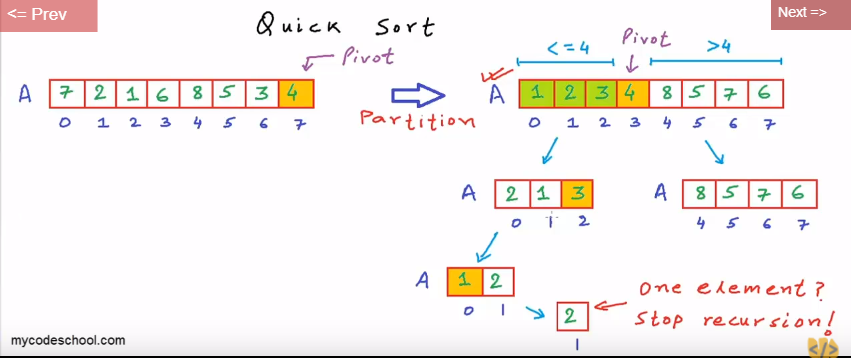 <= Prev
Next =>
Quick Sort
Pivot
A 7 2 1 6 8 5 3 4
0 1 2 3 4 5 6 7
Partition
<=4 Pivot >4
A 1 2 3 4 8 5 7 6
0 1 2 3 4 5 6 7
A 2 1 3
0 1 2
A 8 5 7 6
4 5 6 7
A 1 2
0 1
2
1
One element?
Stop recursion!
mycodeschool.com
</>